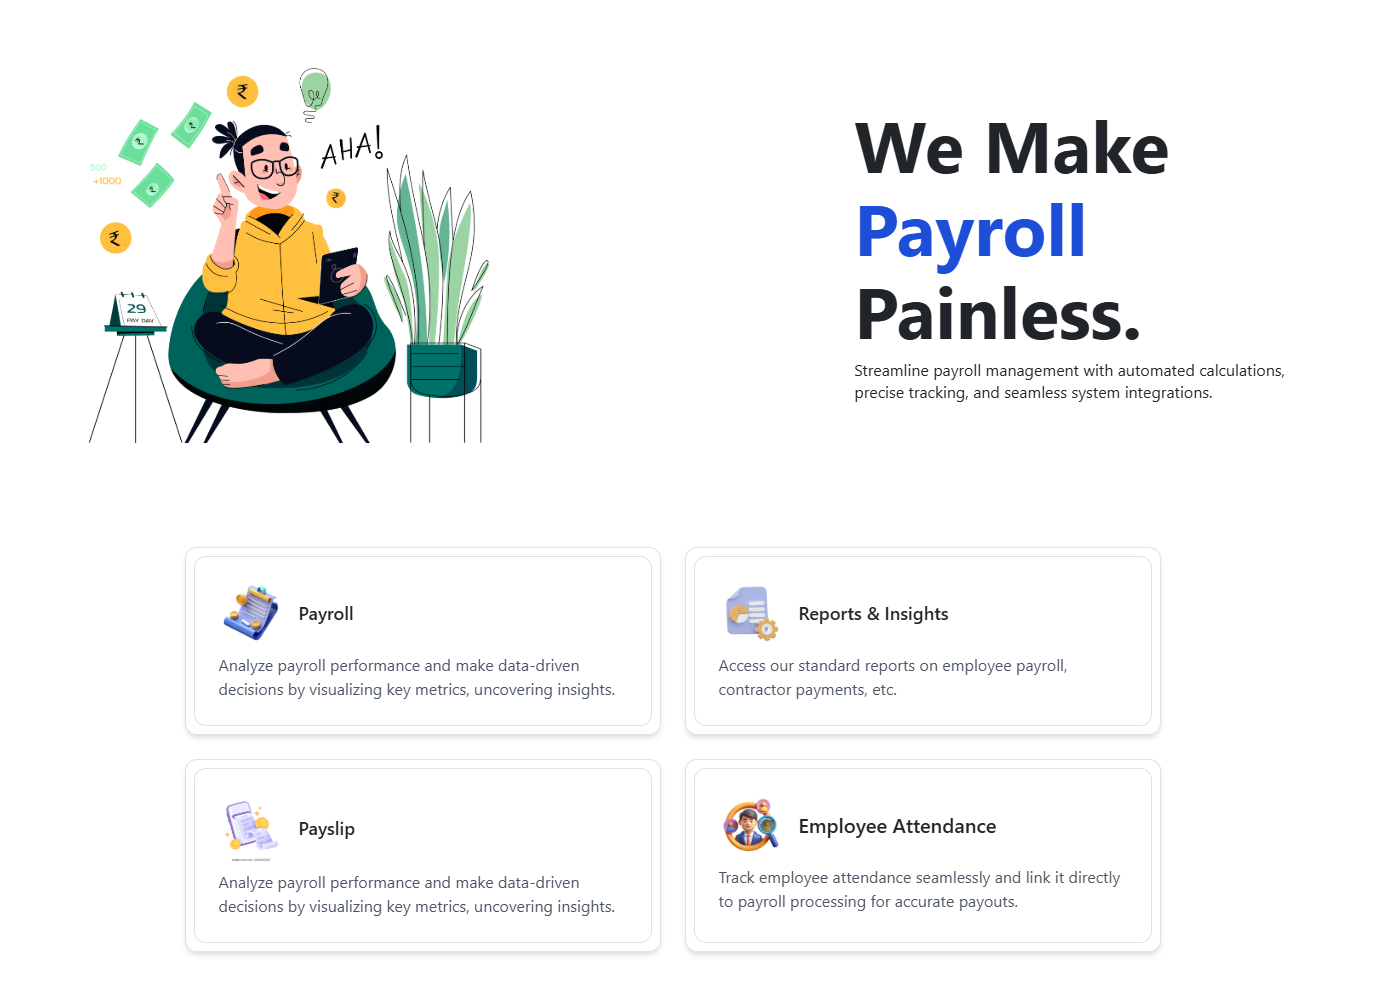 AHA!
500
+1000
29
PAY DAY
We Make
Payroll
Painless.
Streamline payroll management with automated calculations,
precise tracking, and seamless system integrations.
Payroll
Analyze payroll performance and make data-driven
decisions by visualizing key metrics, uncovering insights.
Reports & Insights
Access our standard reports on employee payroll,
contractor payments, etc.
Payslip
Analyze payroll performance and make data-driven
decisions by visualizing key metrics, uncovering insights.
Employee Attendance
Track employee attendance seamlessly and link it directly
to payroll processing for accurate payouts.